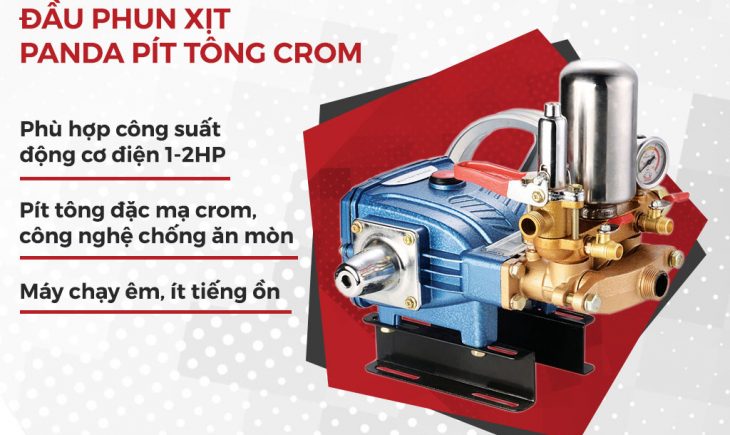 ĐẦU PHUN XỊT
PANDA PÍT TÔNG CROM
Phù hợp công suất
động cơ điện 1-2HP
Pít tông đặc mạ crom,
công nghệ chống ăn mòn
Máy chạy êm, ít tiếng ồn